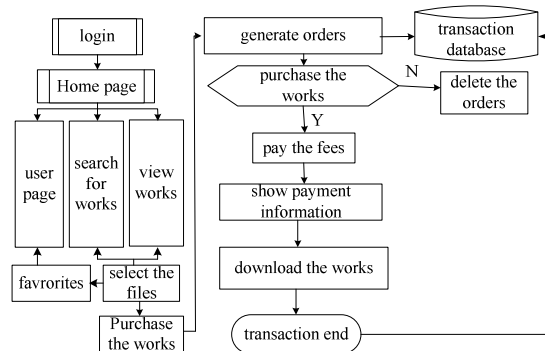 login
Home page
user
page
search
for
works
view
works
favrorites
select the
files
Purchase
the works
generate orders
transaction
database
purchase the
works
N
delete the
orders
Y
pay the fees
show payment
information
download the works
transaction end